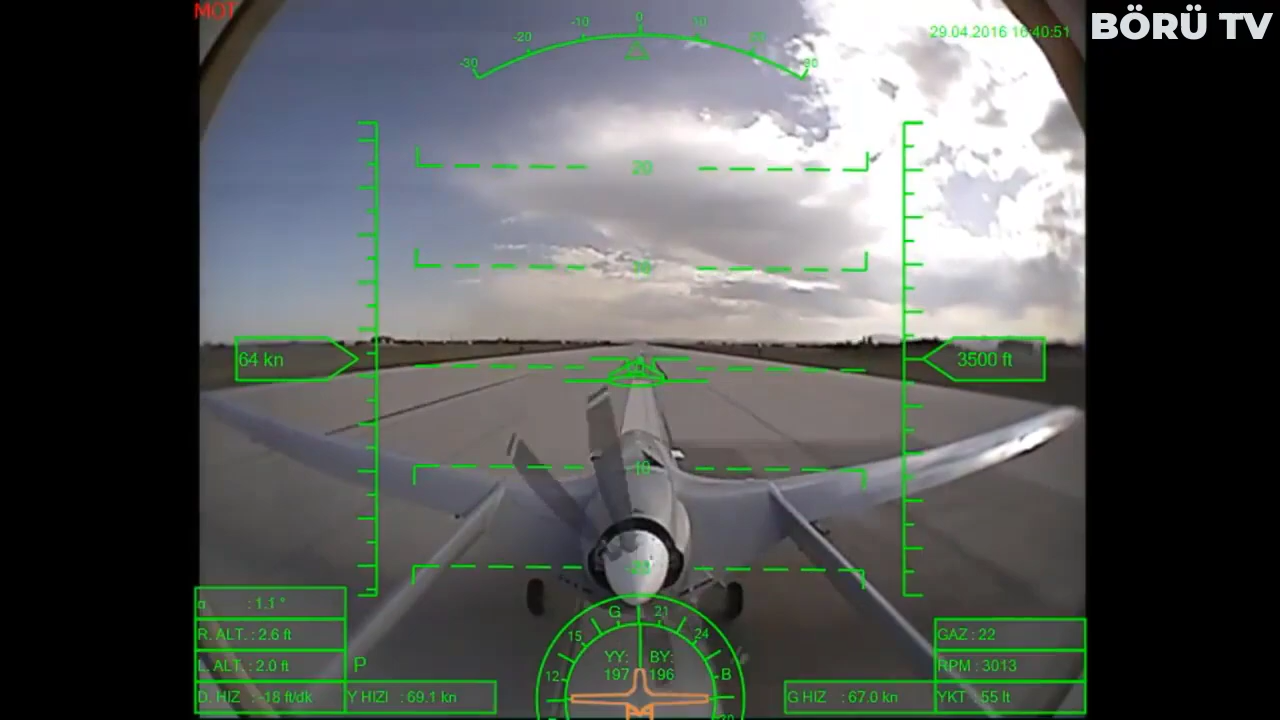 MOT
BÖRÜ TV
29.04.2016 16:40:51
-30 -20 -10 0 10 20 30
20
10
64 kn
3500 ft
-10
-20
α : 1.1 °
R. ALT. : 2.6 ft
L. ALT. : 2.0 ft
D. HIZ : -18 ft/dk
P
Y HIZI : 69.1 kn
12 15 G 21 24 B 30
YY: 197
BY: 196
G HIZ : 67.0 kn
GAZ : 22
RPM : 3013
YKT : 55 lt